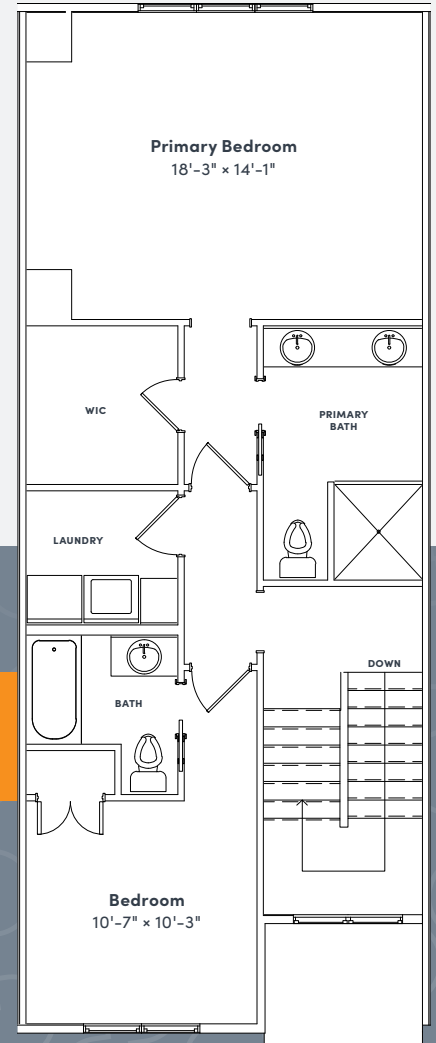 Primary Bedroom
18'-3" × 14'-1"
WIC
PRIMARY
BATH
LAUNDRY
DOWN
BATH
Bedroom
10'-7" × 10'-3"